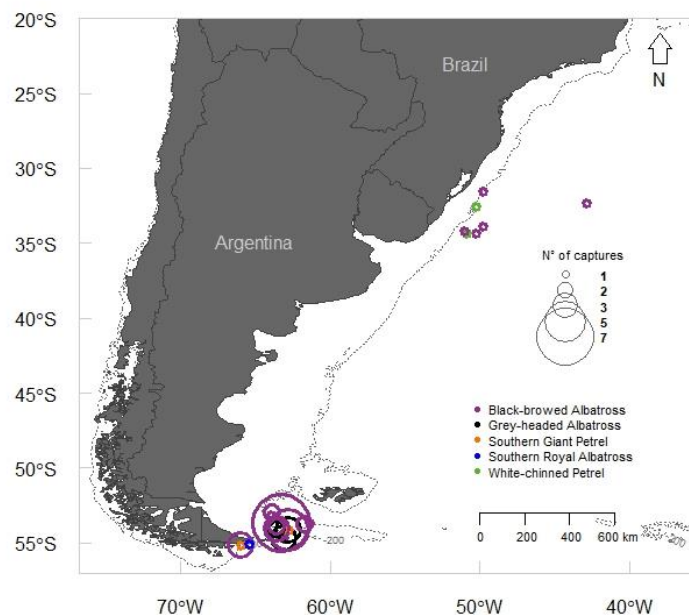 20°S
25°S
30°S
35°S
40°S
45°S
50°S
55°S
Brazil
N
Argentina
N° of captures
1
2
3
5
7
Black-browed Albatross
Grey-headed Albatross
Southern Giant Petrel
Southern Royal Albatross
White-chinned Petrel
0 200 400 600 km
-200
-200
70°W 60°W 50°W 40°W